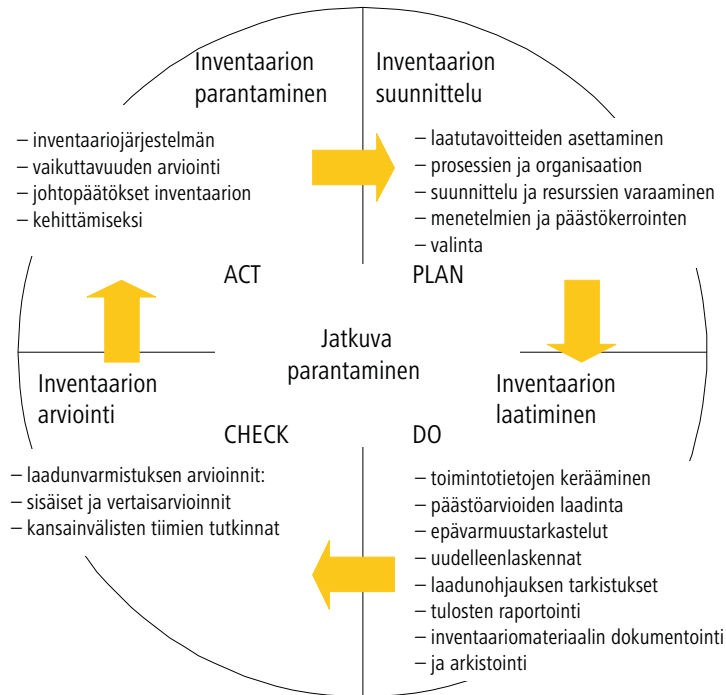 Inventaarion
parantaminen
– inventaariojärjestelmän
– vaikuttavuuden arviointi
– johtopäätökset inventaarion
– kehittämiseksi
ACT
Inventaarion
suunnittelu
– laatutavoitteiden asettaminen
– prosessien ja organisaation
– suunnittelu ja resurssien varaaminen
– menetelmien ja päästökerrointen
– valinta
PLAN
Jatkuva
parantaminen
Inventaarion
arviointi
CHECK
– laadunvarmistuksen arvioinnit:
– sisäiset ja vertaisarvioinnit
– kansainvälisten tiimien tutkinnat
Inventaarion
laatiminen
DO
– toimintotietojen kerääminen
– päästöarvioiden laadinta
– epävarmuustarkastelut
– uudelleenlaskennat
– laadunohjauksen tarkistukset
– tulosten raportointi
– inventaariomateriaalin dokumentointi
– ja arkistointi